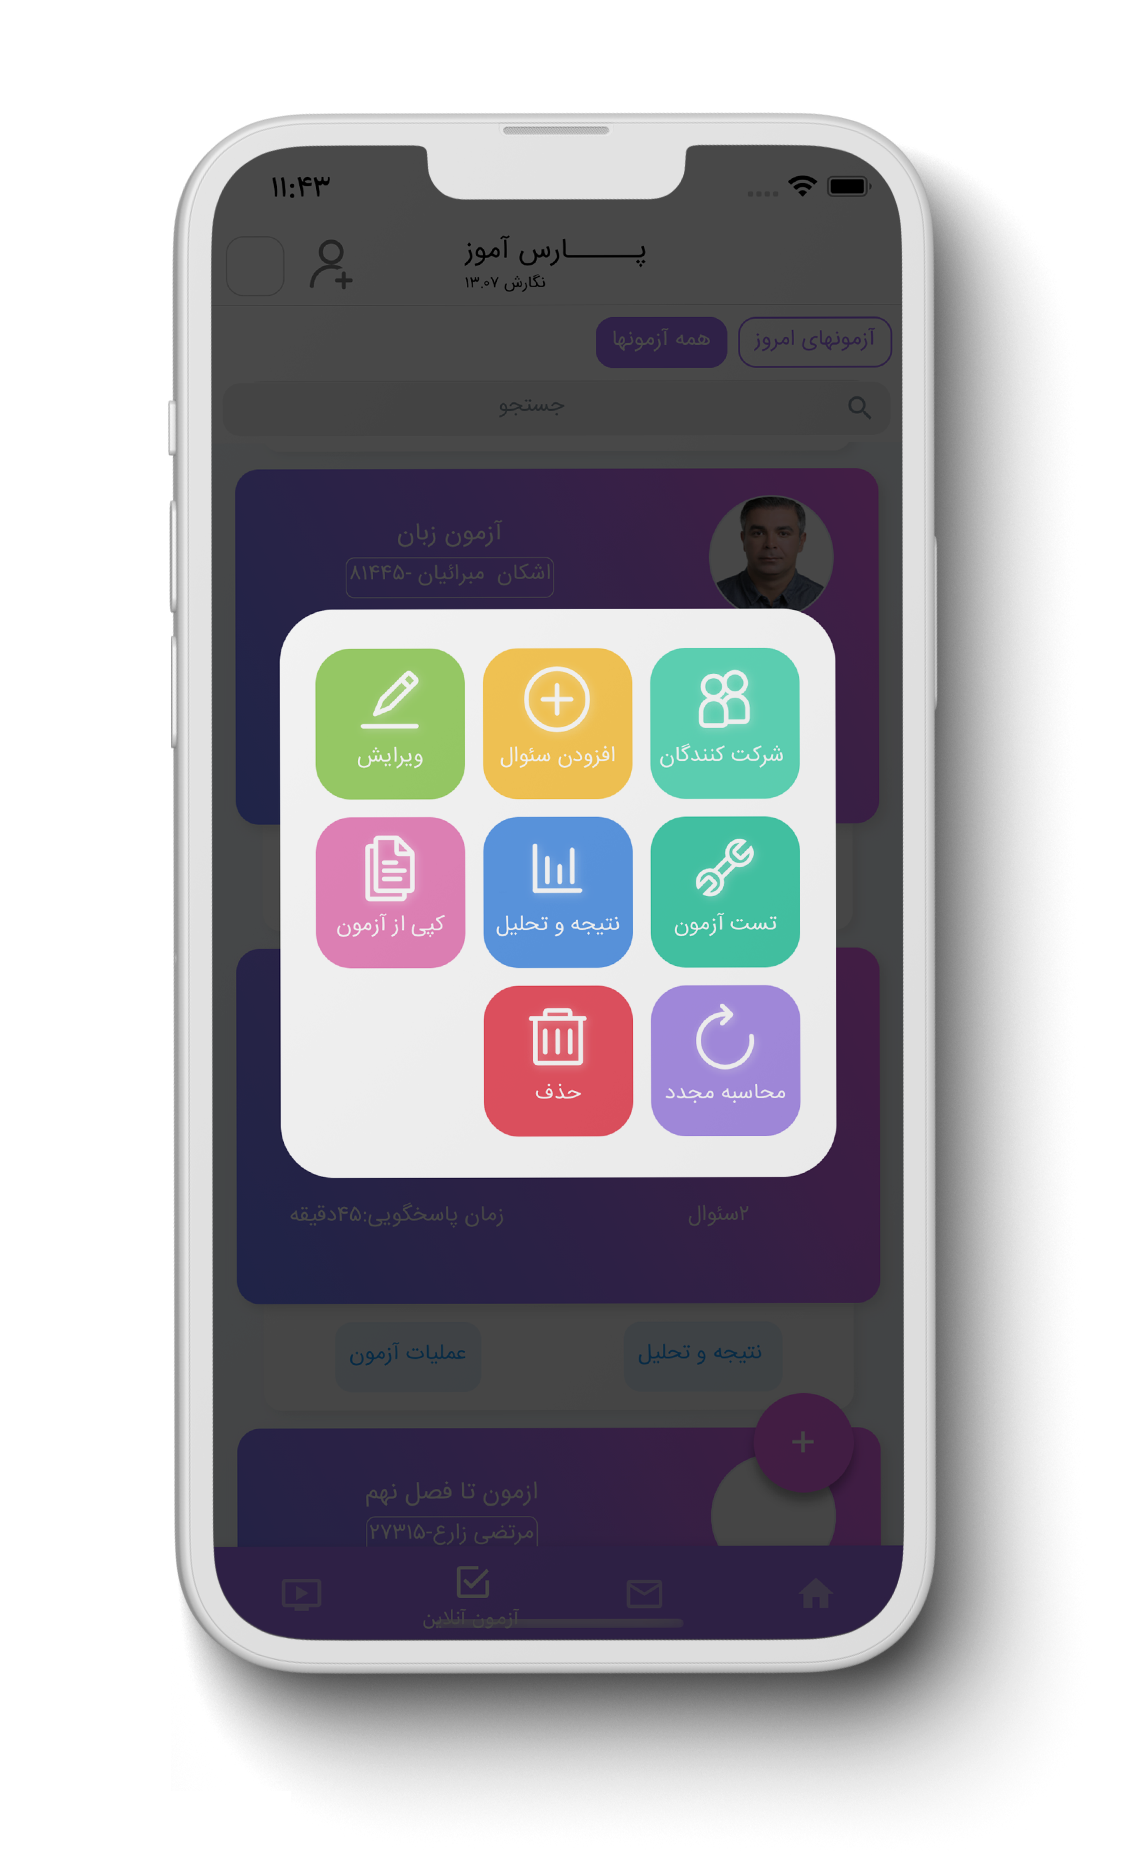 ۱۱:۴۳
پـــــارس آموز
نگارش ۱۳.۰۷
آزمونهای امروز
همه آزمونها
جستجو
آزمون زبان
اشکان مبرائیان -۸۱۴۴۵
شرکت کنندگان
افزودن سئوال
ویرایش
تست آزمون
نتیجه و تحلیل
کپی از آزمون
محاسبه مجدد
حذف
۲سئوال
زمان پاسخگویی:۴۵دقیقه
نتیجه و تحلیل
عملیات آزمون
ازمون تا فصل نهم
مرتضی زارع-۲۷۳۱۵
آزمون آنلاین